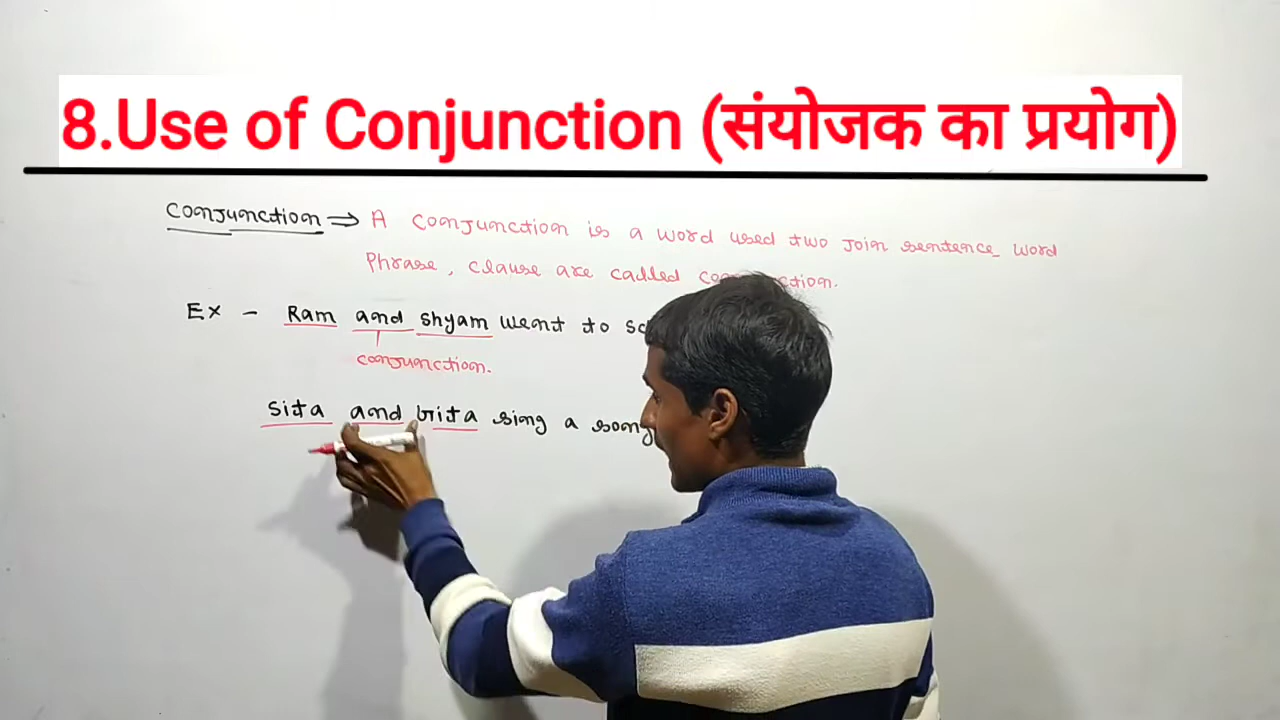 8.Use of Conjunction (संयोजक का प्रयोग)
Conjunction ⇒ A conjunction is a word used two join sentence word
Phrase, clause are called
Ex - Ram and shyam went to
conjunction.
Sita and sing a song